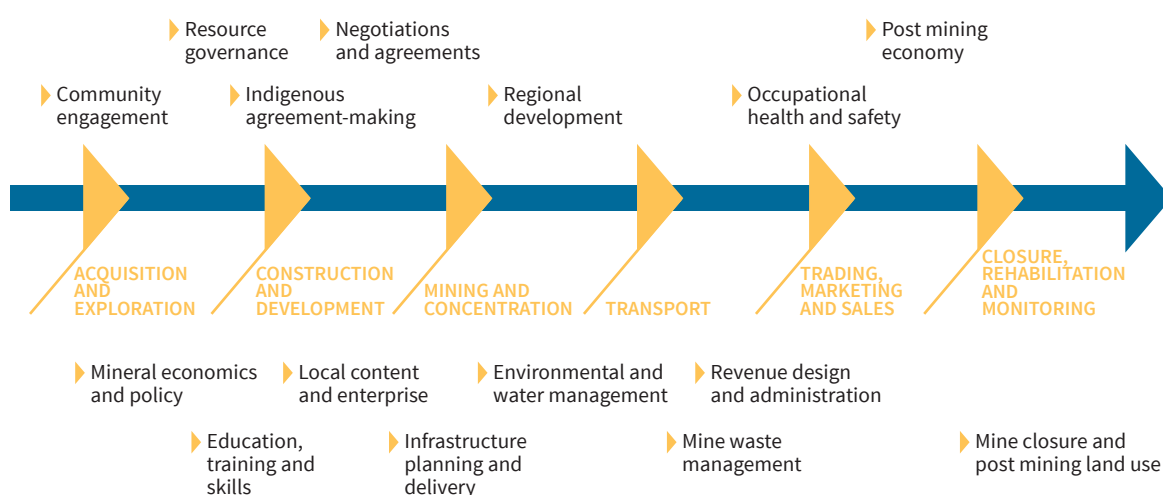 Resource
governance
Negotiations
and agreements
Post mining
economy
Community
engagement
Indigenous
agreement-making
Regional
development
Occupational
health and safety
ACQUISITION
AND
EXPLORATION
CONSTRUCTION
AND
DEVELOPMENT
MINING AND
CONCENTRATION
TRANSPORT
TRADING,
MARKETING
AND SALES
CLOSURE,
REHABILITATION
AND
MONITORING
Mineral economics
and policy
Local content
and enterprise
Environmental and
water management
Revenue design
and administration
Education,
training and
skills
Infrastructure
planning and
delivery
Mine waste
management
Mine closure and
post mining land use